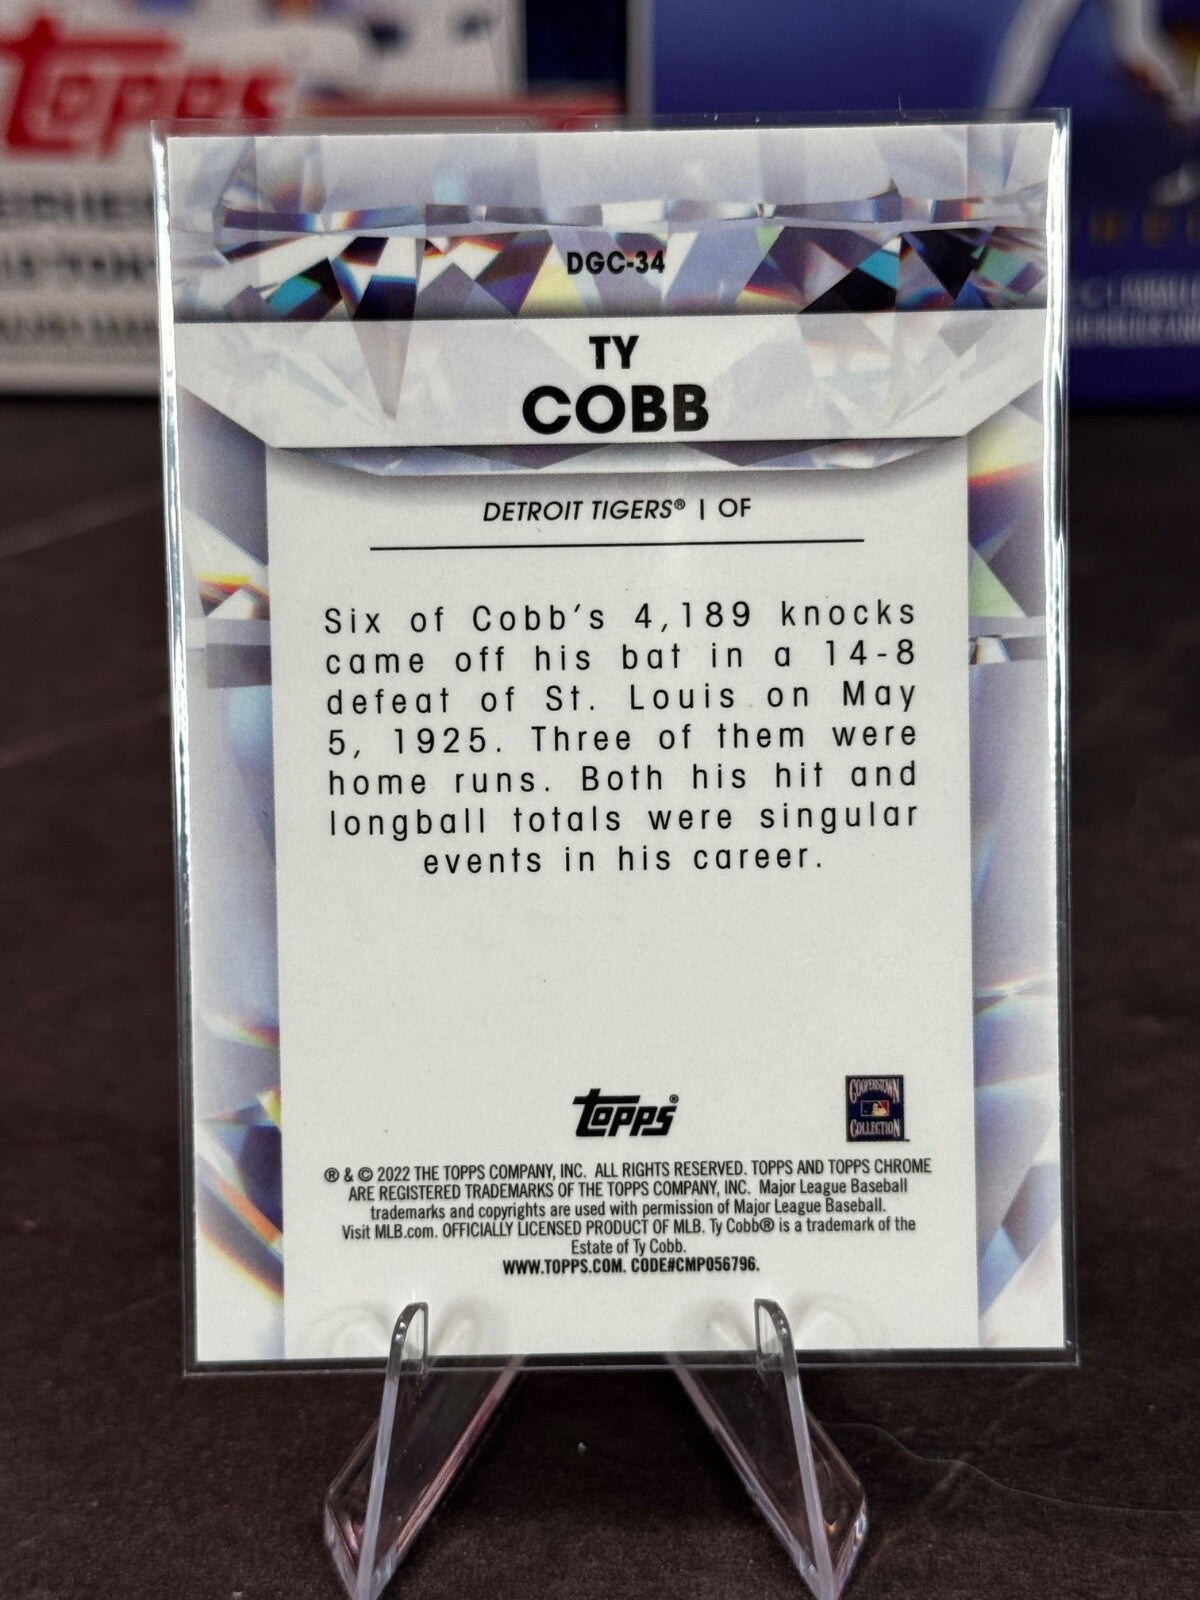 Topps
DGC-34
TY
COBB
DETROIT TIGERS® | OF
Six of Cobb's 4,189 knocks
came off his bat in a 14-8
defeat of St. Louis on May
5, 1925. Three of them were
home runs. Both his hit and
longball totals were singular
events in his career.
Topps®
COOPERSTOWN
COLLECTION
® & © 2022 THE TOPPS COMPANY, INC. ALL RIGHTS RESERVED. TOPPS AND TOPPS CHROME
ARE REGISTERED TRADEMARKS OF THE TOPPS COMPANY, INC. Major League Baseball
trademarks and copyrights are used with permission of Major League Baseball.
Visit MLB.com. OFFICIALLY LICENSED PRODUCT OF MLB. Ty Cobb® is a trademark of the
Estate of Ty Cobb.
WWW.TOPPS.COM. CODE#CMP056796.